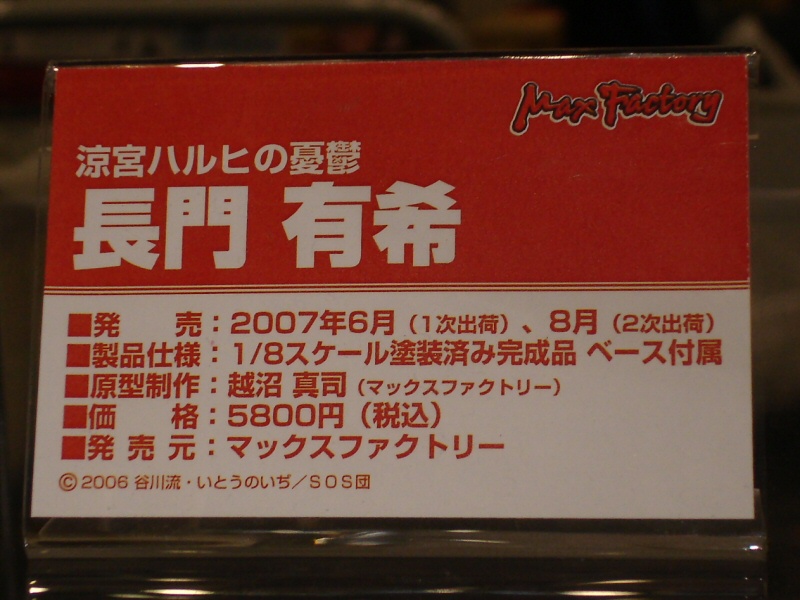 Max Factory
涼宮ハルヒの憂鬱
長門 有希
■発　　売：2007年6月（1次出荷）、8月（2次出荷）
■製品仕様：1/8スケール塗装済み完成品 ベース付属
■原型制作：越沼 真司（マックスファクトリー）
■価　　格：5800円（税込）
■発 売 元：マックスファクトリー
©2006 谷川流・いとうのいぢ／SOS団